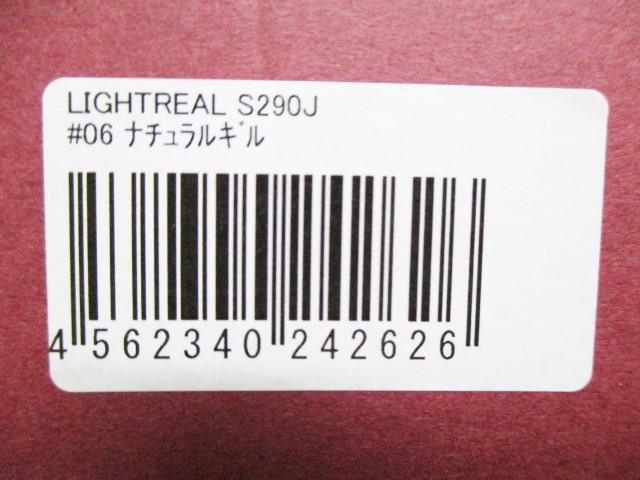 LIGHTREAL S290J
#06 ﾅﾁｭﾗﾙｷﾞﾙ
4 562340 242626